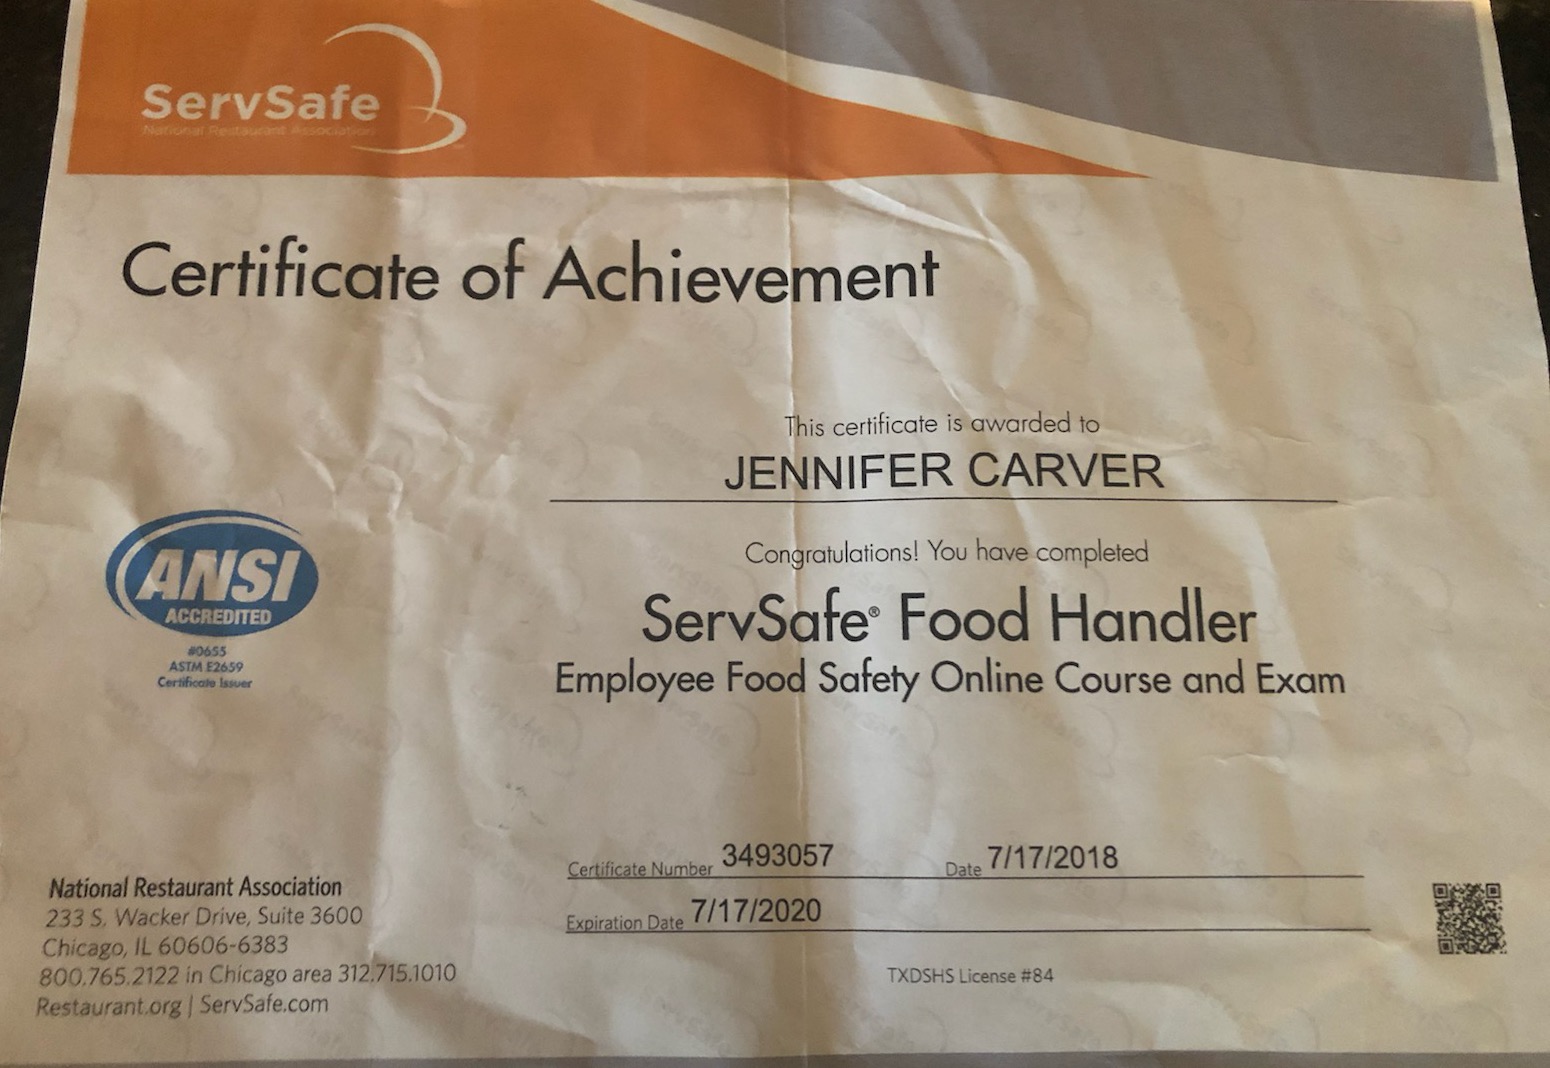 ServSafe
National Restaurant Association
Certificate of Achievement
This certificate is awarded to
JENNIFER CARVER
Congratulations! You have completed
ServSafe® Food Handler
Employee Food Safety Online Course and Exam
ANSI
ACCREDITED
#0655
ASTM E2659
Certificate Issuer
Certificate Number 3493057 Date 7/17/2018
Expiration Date 7/17/2020
TXDSHS License #84
National Restaurant Association
233 S. Wacker Drive, Suite 3600
Chicago, IL 60606-6383
800.765.2122 in Chicago area 312.715.1010
Restaurant.org | ServSafe.com